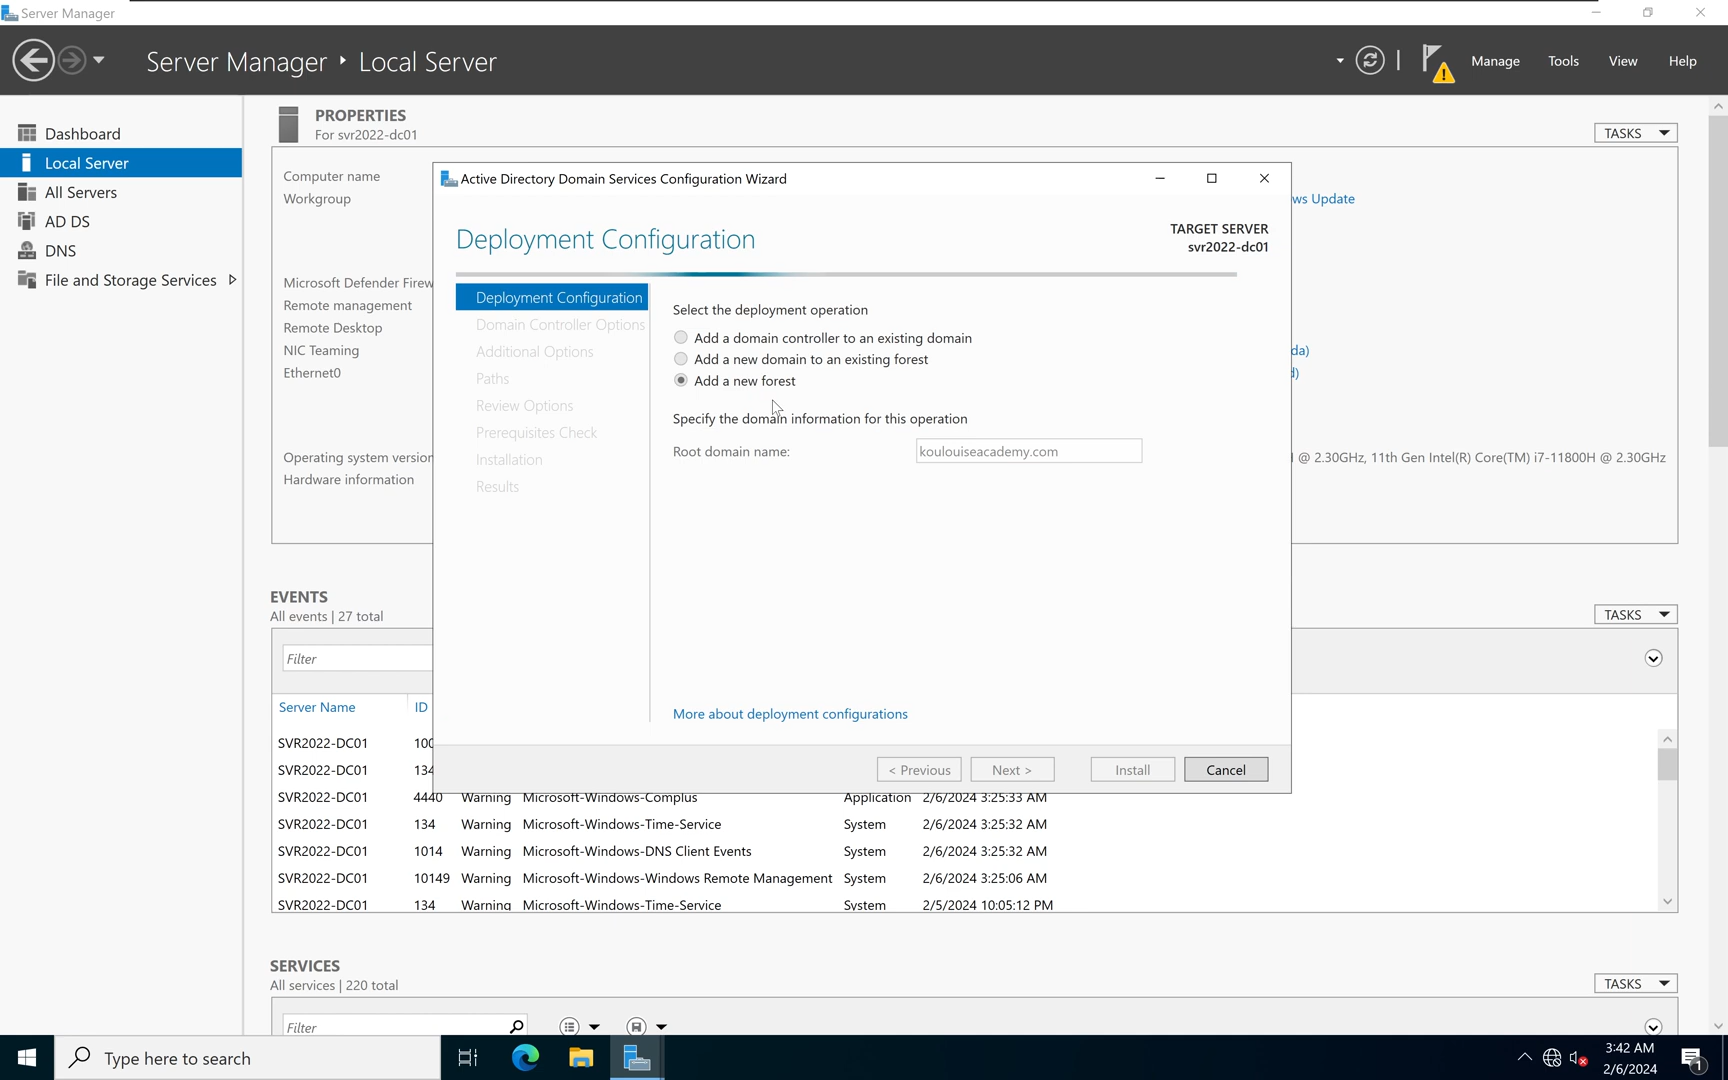 Server Manager
Server Manager ‣ Local Server
Manage Tools View Help
Dashboard
Local Server
All Servers
AD DS
DNS
File and Storage Services
PROPERTIES
For svr2022-dc01
TASKS
Computer name
Workgroup
ws Update
Microsoft Defender Firew
Remote management
Remote Desktop
NIC Teaming
Ethernet0
da)
Operating system version
Hardware information
@ 2.30GHz, 11th Gen Intel(R) Core(TM) i7-11800H @ 2.30GHz
Active Directory Domain Services Configuration Wizard
Deployment Configuration
TARGET SERVER
svr2022-dc01
Deployment Configuration
Domain Controller Options
Additional Options
Paths
Review Options
Prerequisites Check
Installation
Results
Select the deployment operation
Add a domain controller to an existing domain
Add a new domain to an existing forest
Add a new forest
Specify the domain information for this operation
Root domain name: koulouiseacademy.com
More about deployment configurations
< Previous Next > Install Cancel
EVENTS
All events | 27 total
TASKS
Filter
Server Name ID
SVR2022-DC01 100
SVR2022-DC01 134
SVR2022-DC01 4440 Warning Microsoft-Windows-Complus Application 2/6/2024 3:25:33 AM
SVR2022-DC01 134 Warning Microsoft-Windows-Time-Service System 2/6/2024 3:25:32 AM
SVR2022-DC01 1014 Warning Microsoft-Windows-DNS Client Events System 2/6/2024 3:25:32 AM
SVR2022-DC01 10149 Warning Microsoft-Windows-Windows Remote Management System 2/6/2024 3:25:06 AM
SVR2022-DC01 134 Warning Microsoft-Windows-Time-Service System 2/5/2024 10:05:12 PM
SERVICES
All services | 220 total
TASKS
Filter
Type here to search
3:42 AM
2/6/2024
1